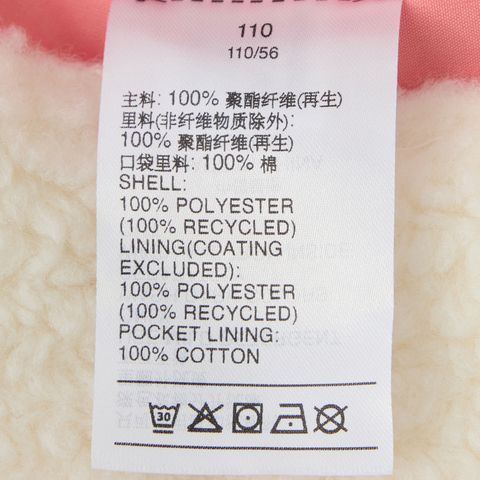 110
110/56
主料: 100% 聚酯纤维(再生)
里料(非纤维物质除外):
100% 聚酯纤维(再生)
口袋里料: 100% 棉
SHELL:
100% POLYESTER
(100% RECYCLED)
LINING(COATING
EXCLUDED):
100% POLYESTER
(100% RECYCLED)
POCKET LINING:
100% COTTON
30